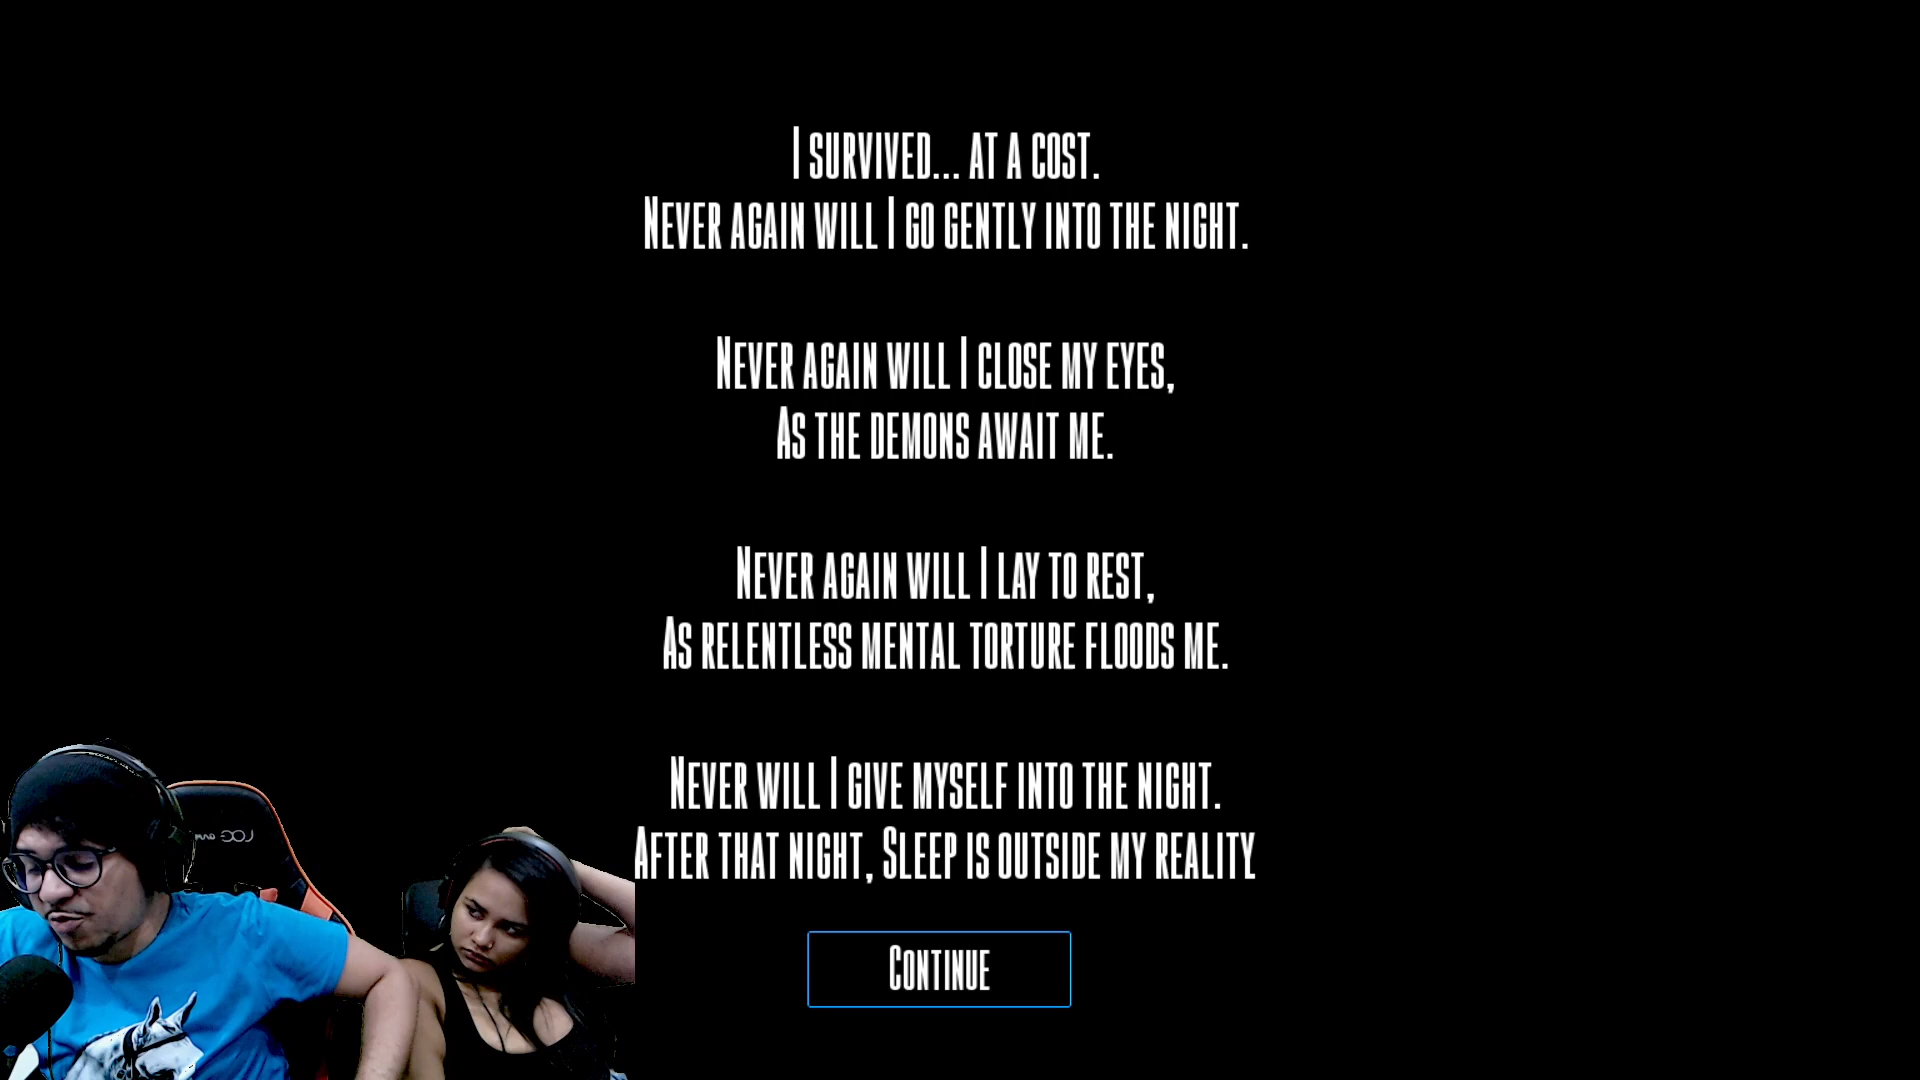 I survived... at a cost.
Never again will I go gently into the night.
Never again will I close my eyes,
As the demons await me.
Never again will I lay to rest,
As relentless mental torture floods me.
Never will I give myself into the night.
After that night, Sleep is outside my reality.
Continue